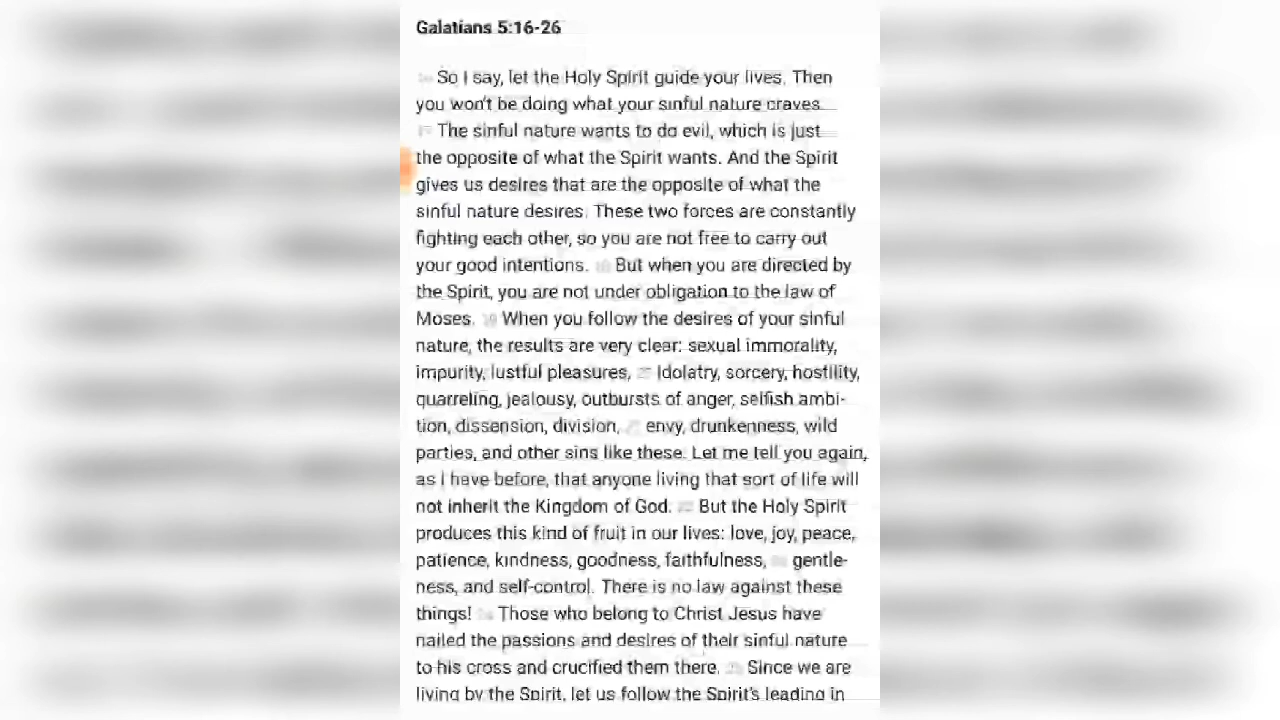 Galatians 5:16-26
So I say, let the Holy Spirit guide your lives. Then
you won't be doing what your sinful nature craves.
The sinful nature wants to do evil, which is just
the opposite of what the Spirit wants. And the Spirit
gives us desires that are the opposite of what the
sinful nature desires. These two forces are constantly
fighting each other, so you are not free to carry out
your good intentions. But when you are directed by
the Spirit, you are not under obligation to the law of
Moses. When you follow the desires of your sinful
nature, the results are very clear: sexual immorality,
impurity, lustful pleasures, idolatry, sorcery, hostility,
quarreling, jealousy, outbursts of anger, selfish ambi-
tion, dissension, division, envy, drunkenness, wild
parties, and other sins like these. Let me tell you again,
as I have before, that anyone living that sort of life will
not inherit the Kingdom of God. But the Holy Spirit
produces this kind of fruit in our lives: love, joy, peace,
patience, kindness, goodness, faithfulness, gentle-
ness, and self-control. There is no law against these
things! Those who belong to Christ Jesus have
nailed the passions and desires of their sinful nature
to his cross and crucified them there. Since we are
living by the Spirit, let us follow the Spirit's leading in